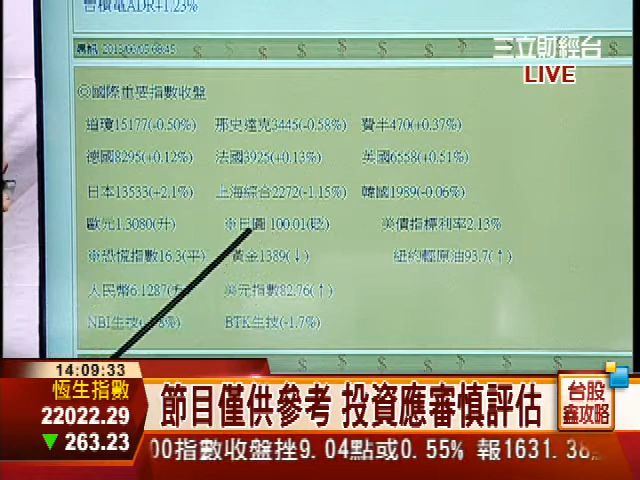 曹積電ADR+1.23%
三立財經台
LIVE
2013/06/05 08:45
◎國際重要指數收盤
道瓊15177(-0.50%) 那史達克3445(-0.58%) 費半470(+0.37%)
德國8295(+0.12%) 法國3925(+0.13%) 英國6558(+0.51%)
日本13533(+2.1%) 上海綜合2272(-1.15%) 韓國1989(-0.06%)
歐元1.3080(升) ※日圓 100.01(貶) 美債指標利率2.13%
※恐慌指數16.3(平) 黃金1389(↓) 紐約輕原油93.7(↑)
人民幣6.1287 美元指數82.76(↑)
NBI生技 BTK生技(-1.7%)
14:09:33
恆生指數
22022.29
▼263.23
節目僅供參考 投資應審慎評估
台股
鑫攻略
00指數收盤挫9.04點或0.55% 報1631.38